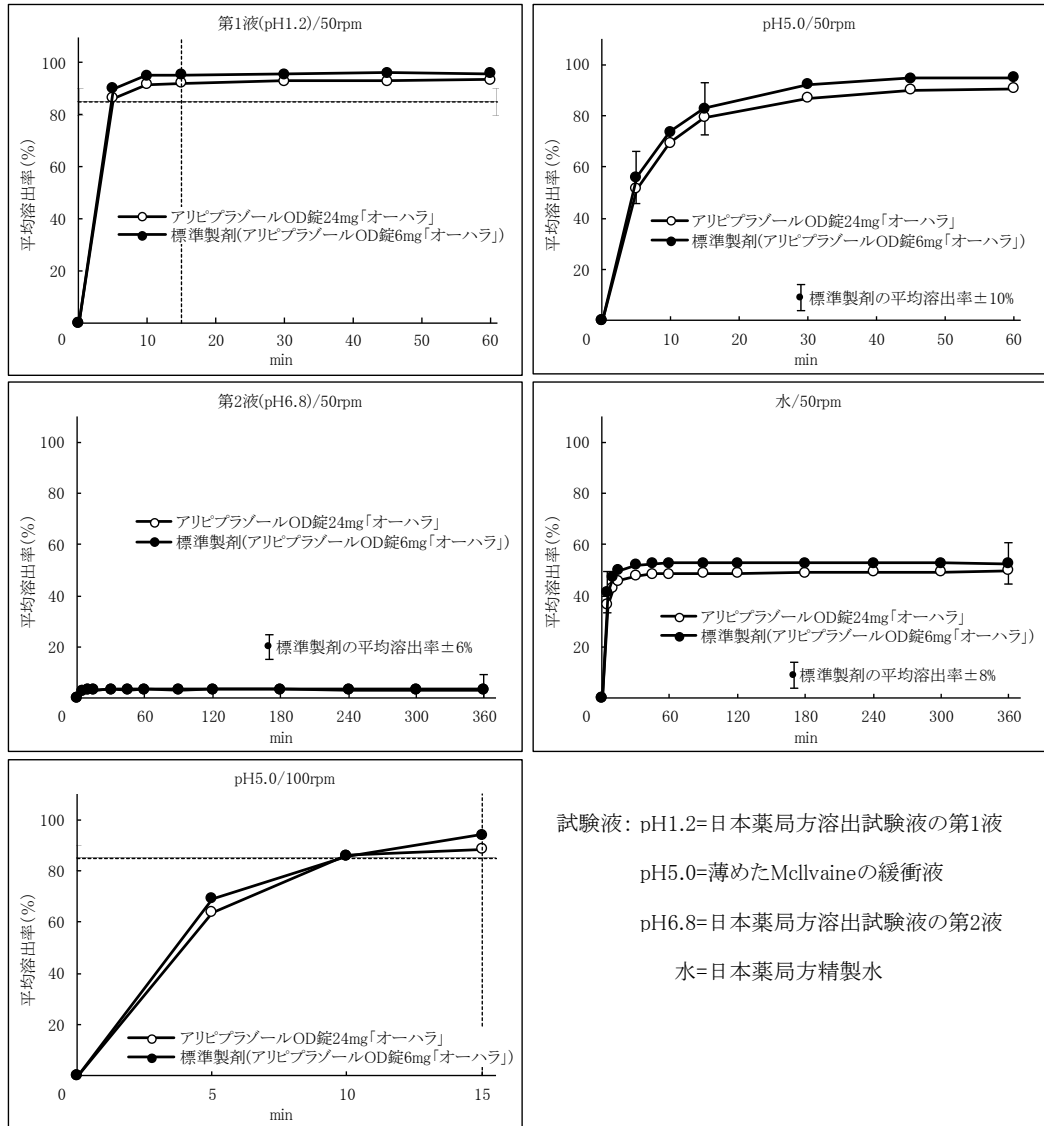 第1液(pH1.2)/50rpm
平均溶出率(%)
100
80
60
40
20
0
アリピプラゾールOD錠24mg「オーハラ」
標準製剤(アリピプラゾールOD錠6mg「オーハラ」)
10 20 30 40 50 60
min
pH5.0/50rpm
平均溶出率(%)
100
80
60
40
20
0
アリピプラゾールOD錠24mg「オーハラ」
標準製剤(アリピプラゾールOD錠6mg「オーハラ」)
標準製剤の平均溶出率±10%
10 20 30 40 50 60
min
第2液(pH6.8)/50rpm
平均溶出率(%)
100
80
60
40
20
0
アリピプラゾールOD錠24mg「オーハラ」
標準製剤(アリピプラゾールOD錠6mg「オーハラ」)
標準製剤の平均溶出率±6%
60 120 180 240 300 360
min
水/50rpm
平均溶出率(%)
100
80
60
40
20
0
アリピプラゾールOD錠24mg「オーハラ」
標準製剤(アリピプラゾールOD錠6mg「オーハラ」)
標準製剤の平均溶出率±8%
60 120 180 240 300 360
min
pH5.0/100rpm
平均溶出率(%)
100
80
60
40
20
0
アリピプラゾールOD錠24mg「オーハラ」
標準製剤(アリピプラゾールOD錠6mg「オーハラ」)
5 10 15
min
試験液: pH1.2=日本薬局方溶出試験液の第1液
pH5.0=薄めたMcIlvaineの緩衝液
pH6.8=日本薬局方溶出試験液の第2液
水=日本薬局方精製水